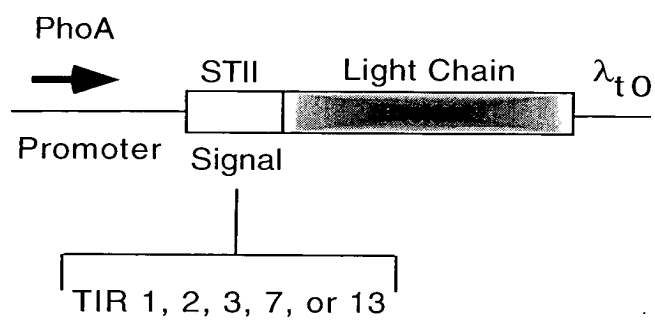 PhoA
STII
Light Chain
λt0
Promoter
Signal
TIR 1, 2, 3, 7, or 13